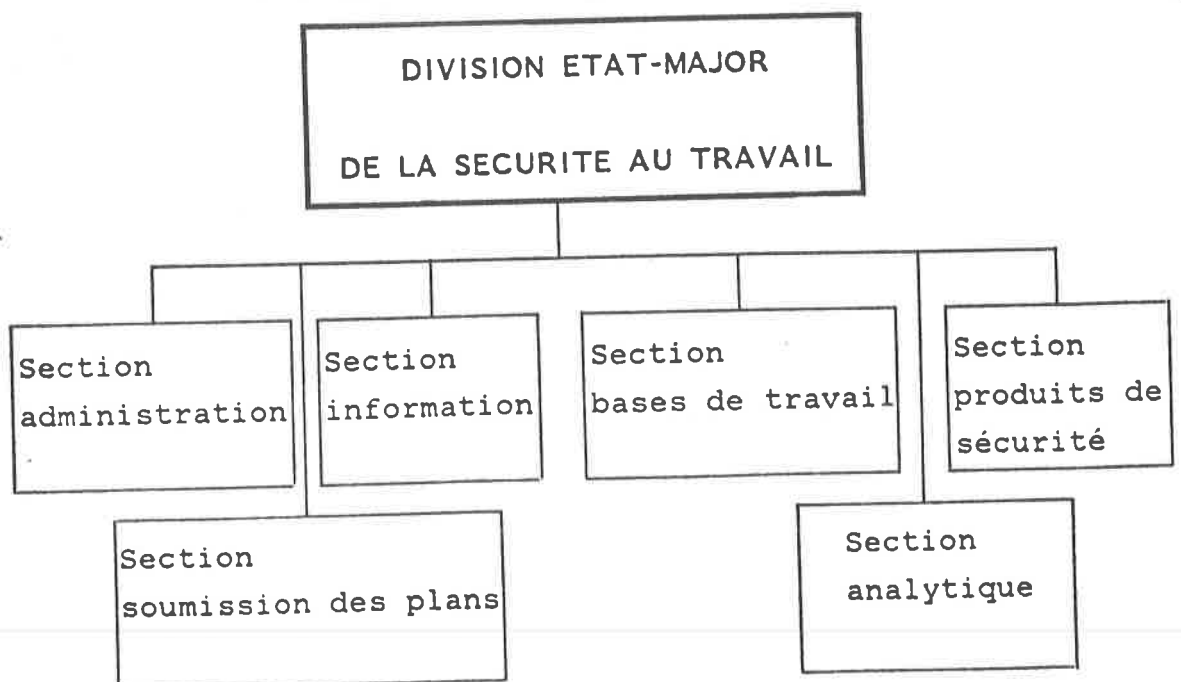 DIVISION ETAT-MAJOR
DE LA SECURITE AU TRAVAIL
Section
administration
Section
information
Section
bases de travail
Section
produits de
sécurité
Section
soumission des plans
Section
analytique